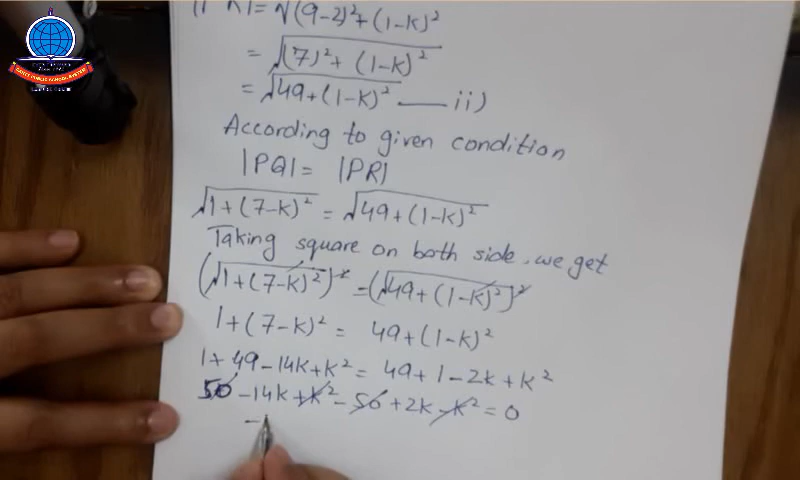 |PR| = √(9-2)² + (1-K)²
= √(7)² + (1-K)²
= √49 + (1-K)² —— ii)
According to given condition
|PQ| = |PR|
√1 + (7-K)² = √49 + (1-K)²
Taking square on both side, we get
(√1 + (7-K)²)² = (√49 + (1-K)²)²
1 + (7-K)² = 49 + (1-K)²
1 + 49 - 14K + K² = 49 + 1 - 2K + K²
50 - 14K + K² - 50 + 2K - K² = 0
-